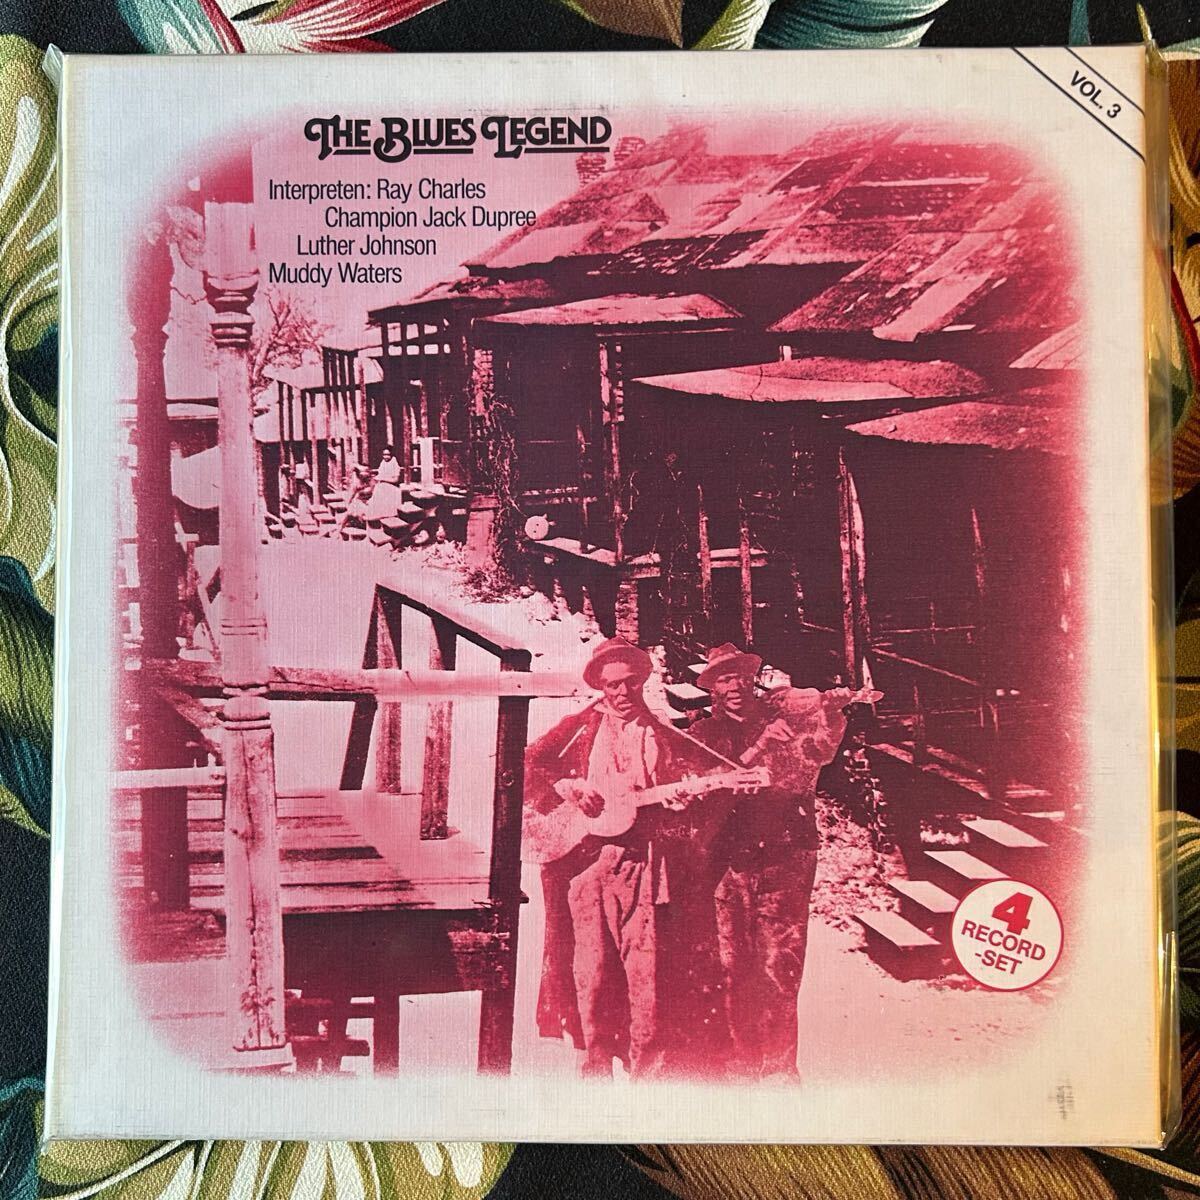 VOL. 3
THE BLUES LEGEND
Interpreten: Ray Charles
Champion Jack Dupree
Luther Johnson
Muddy Waters
4
RECORD
-SET